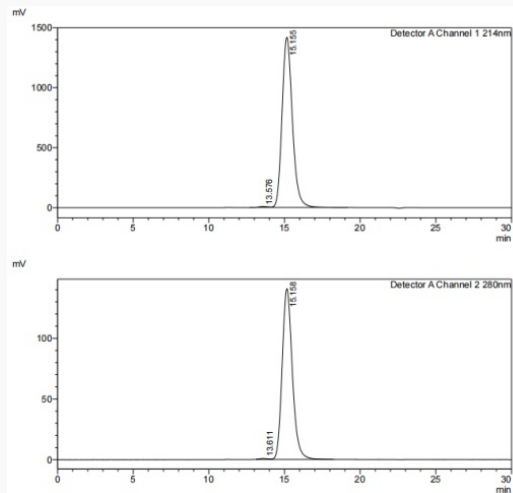 mV
1500
Detector A Channel 1 214nm
15.155
1000
500
13.576
0
0 5 10 15 20 25 30
min
mV
Detector A Channel 2 280nm
15.158
100
50
13.611
0
0 5 10 15 20 25 30
min